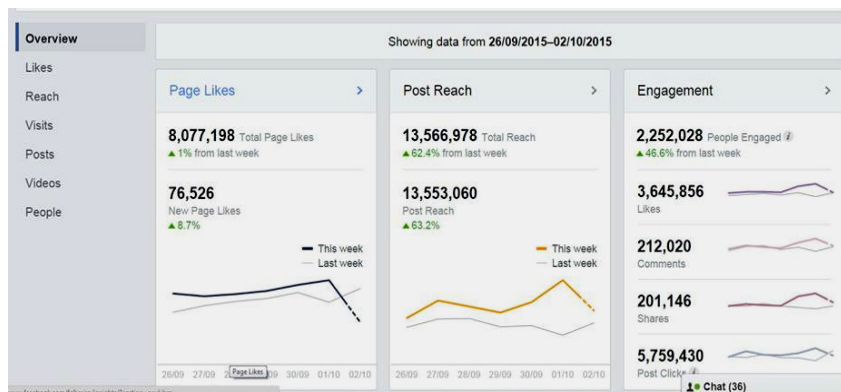 Showing data from 26/09/2015–02/10/2015
Overview
Likes
Reach
Visits
Posts
Videos
People
Page Likes
8,077,198 Total Page Likes
1% from last week
76,526
New Page Likes
8.7%
This week
Last week
26/09 27/09 Page Likes 30/09 01/10 02/10
Post Reach
13,566,978 Total Reach
62.4% from last week
13,553,060
Post Reach
63.2%
This week
Last week
26/09 27/09 28/09 29/09 30/09 01/10 02/10
Engagement
2,252,028 People Engaged
46.6% from last week
3,645,856
Likes
212,020
Comments
201,146
Shares
5,759,430
Post Clicks
Chat (36)